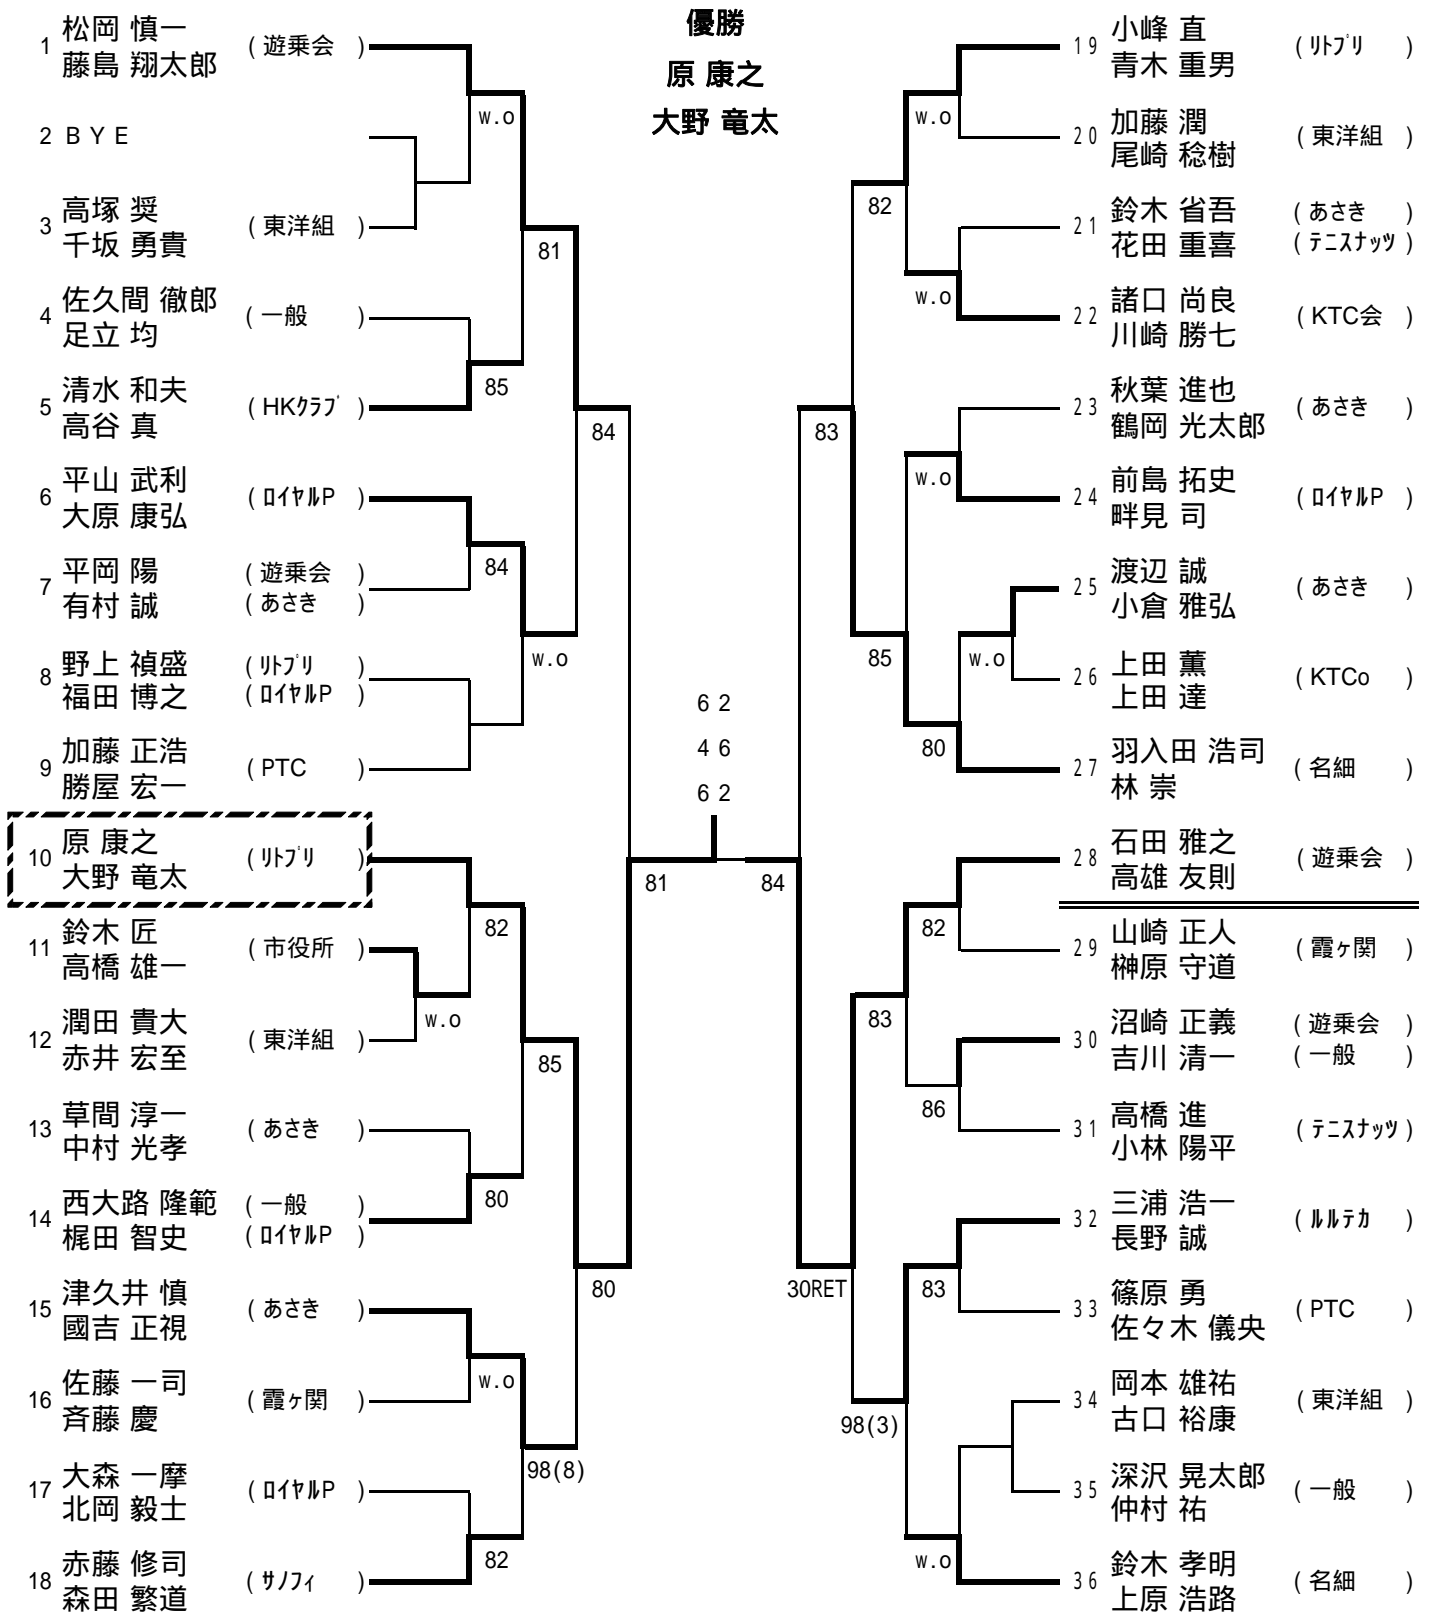 優勝
原 康之
大野 竜太
1 松岡 慎一
藤島 翔太郎 ( 遊乗会 )
2 B Y E
3 高塚 奨
千坂 勇貴 ( 東洋組 )
4 佐久間 徹郎
足立 均 ( 一般 )
5 清水 和夫
高谷 真 ( HKｸﾗﾌﾞ )
6 平山 武利
大原 康弘 ( ﾛｲﾔﾙP )
7 平岡 陽 ( 遊乗会 )
有村 誠 ( あさき )
8 野上 禎盛 ( ﾘﾄﾌﾟﾘ )
福田 博之 ( ﾛｲﾔﾙP )
9 加藤 正浩
勝屋 宏一 ( PTC )
10 原 康之
大野 竜太 ( ﾘﾄﾌﾟﾘ )
11 鈴木 匠
高橋 雄一 ( 市役所 )
12 潤田 貴大
赤井 宏至 ( 東洋組 )
13 草間 淳一
中村 光孝 ( あさき )
14 西大路 隆範 ( 一般 )
梶田 智史 ( ﾛｲﾔﾙP )
15 津久井 慎
國吉 正視 ( あさき )
16 佐藤 一司
斉藤 慶 ( 霞ヶ関 )
17 大森 一摩
北岡 毅士 ( ﾛｲﾔﾙP )
18 赤藤 修司
森田 繁道 ( ｻﾉﾌｨ )
w.o
81
85
84
84
w.o
82
w.o
85
80
80
w.o
98(8)
82
81
6 2
4 6
6 2
84
19 小峰 直
青木 重男 ( ﾘﾄﾌﾟﾘ )
20 加藤 潤
尾崎 稔樹 ( 東洋組 )
21 鈴木 省吾 ( あさき )
花田 重喜 ( ﾃﾆｽﾅｯﾂ )
22 諸口 尚良
川崎 勝七 ( KTC会 )
23 秋葉 進也
鶴岡 光太郎 ( あさき )
24 前島 拓史
畔見 司 ( ﾛｲﾔﾙP )
25 渡辺 誠
小倉 雅弘 ( あさき )
26 上田 薫
上田 達 ( KTCo )
27 羽入田 浩司
林 崇 ( 名細 )
28 石田 雅之
高雄 友則 ( 遊乗会 )
29 山崎 正人
榊原 守道 ( 霞ヶ関 )
30 沼崎 正義 ( 遊乗会 )
吉川 清一 ( 一般 )
31 高橋 進
小林 陽平 ( ﾃﾆｽﾅｯﾂ )
32 三浦 浩一
長野 誠 ( ﾙﾙﾃｶ )
33 篠原 勇
佐々木 儀央 ( PTC )
34 岡本 雄祐
古口 裕康 ( 東洋組 )
35 深沢 晃太郎
仲村 祐 ( 一般 )
36 鈴木 孝明
上原 浩路 ( 名細 )
w.o
82
w.o
83
w.o
85
w.o
80
82
83
86
30RET
83
98(3)
w.o